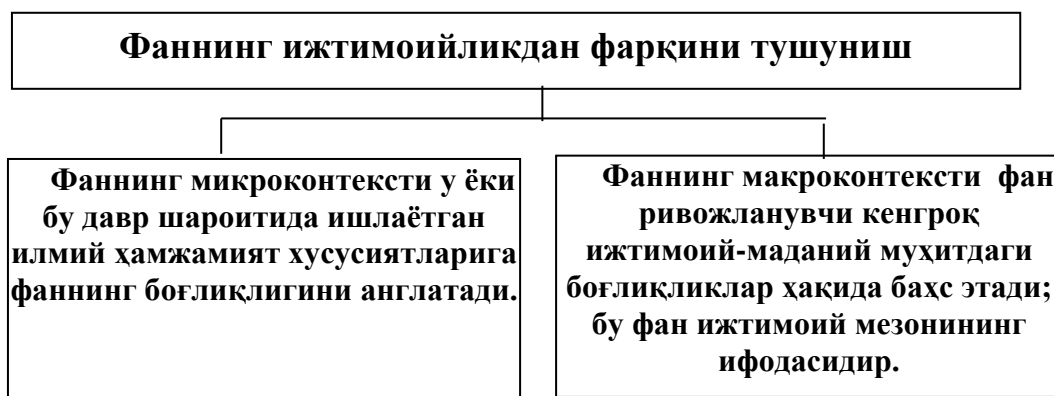 Фаннинг ижтимоийликдан фарқини тушуниш
Фаннинг микроконтексти у ёки
бу давр шароитида ишлаётган
илмий ҳамжамият хусусиятларига
фаннинг боғлиқлигини англатади.
Фаннинг макроконтексти фан
ривожланувчи кенгроқ
ижтимоий-маданий муҳитдаги
боғлиқликлар ҳақида баҳс этади;
бу фан ижтимоий мезонининг
ифодасидир.